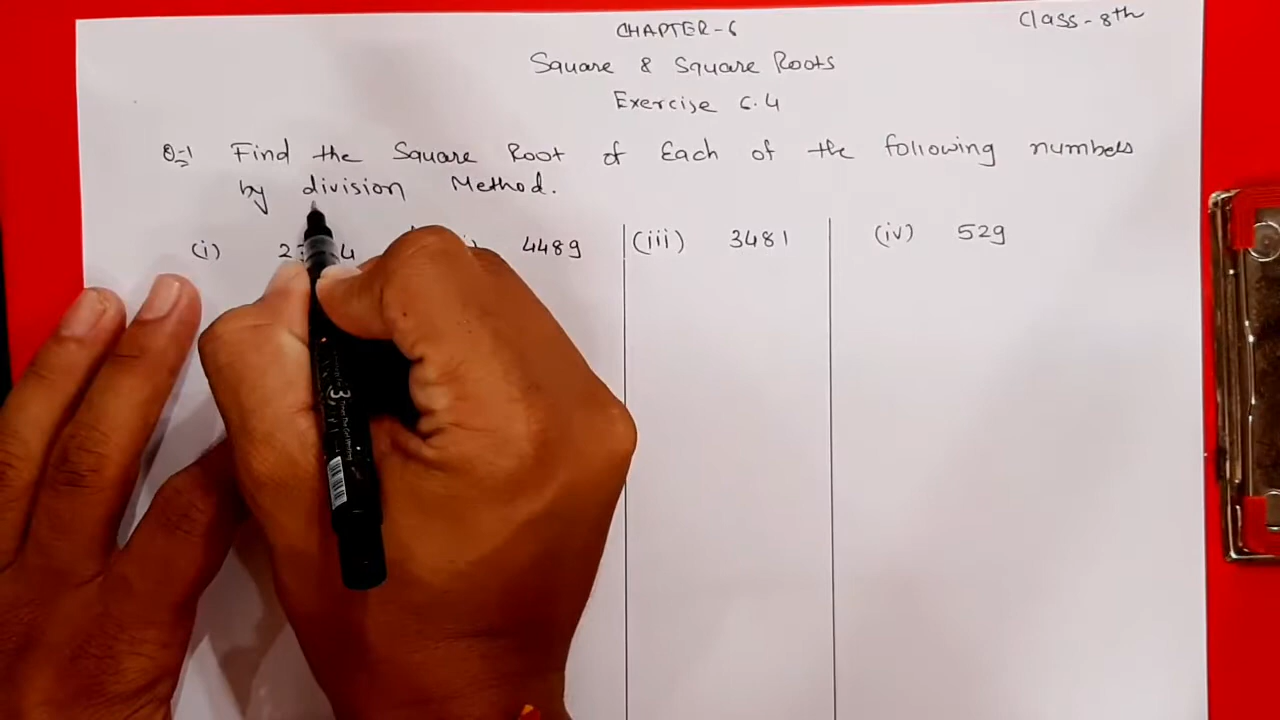 CHAPTER-6
Class-8th
Square & Square Roots
Exercise 6.4
Q-1 Find the Square Root of Each of the following numbers
by division Method.
(i) 4489 (iii) 3481 (iv) 529